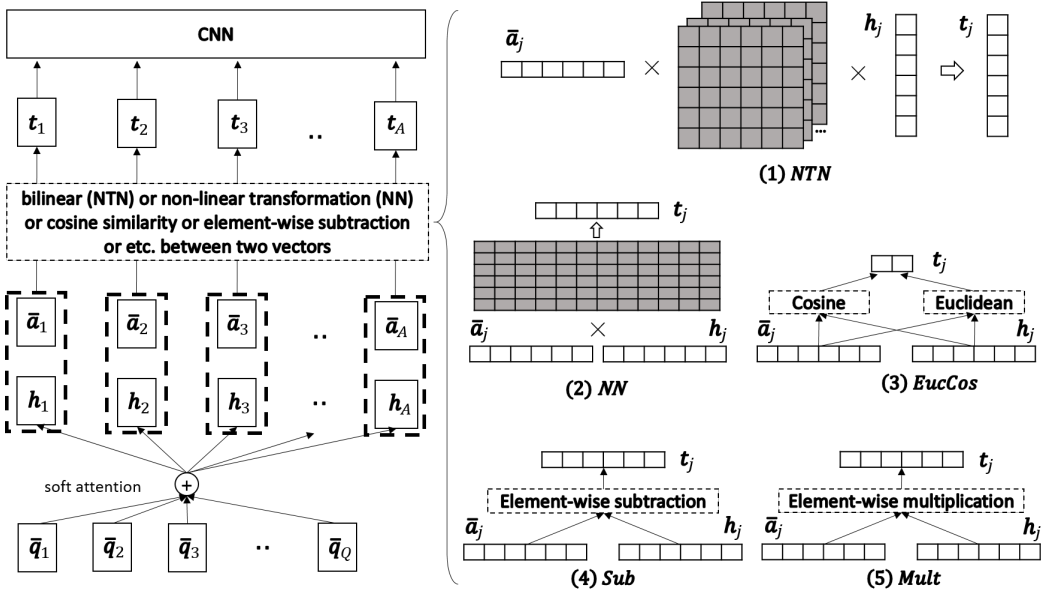 CNN
t1 t2 t3 .. tA
bilinear (NTN) or non-linear transformation (NN)
or cosine similarity or element-wise subtraction
or etc. between two vectors
ā1 ā2 ā3 .. āA
h1 h2 h3 .. hA
soft attention +
q̄1 q̄2 q̄3 .. q̄Q
āj × ... × hj tj
(1) NTN
tj
āj × hj
(2) NN
tj
Cosine Euclidean
āj hj
(3) EucCos
tj
Element-wise subtraction
āj hj
(4) Sub
tj
Element-wise multiplication
āj hj
(5) Mult